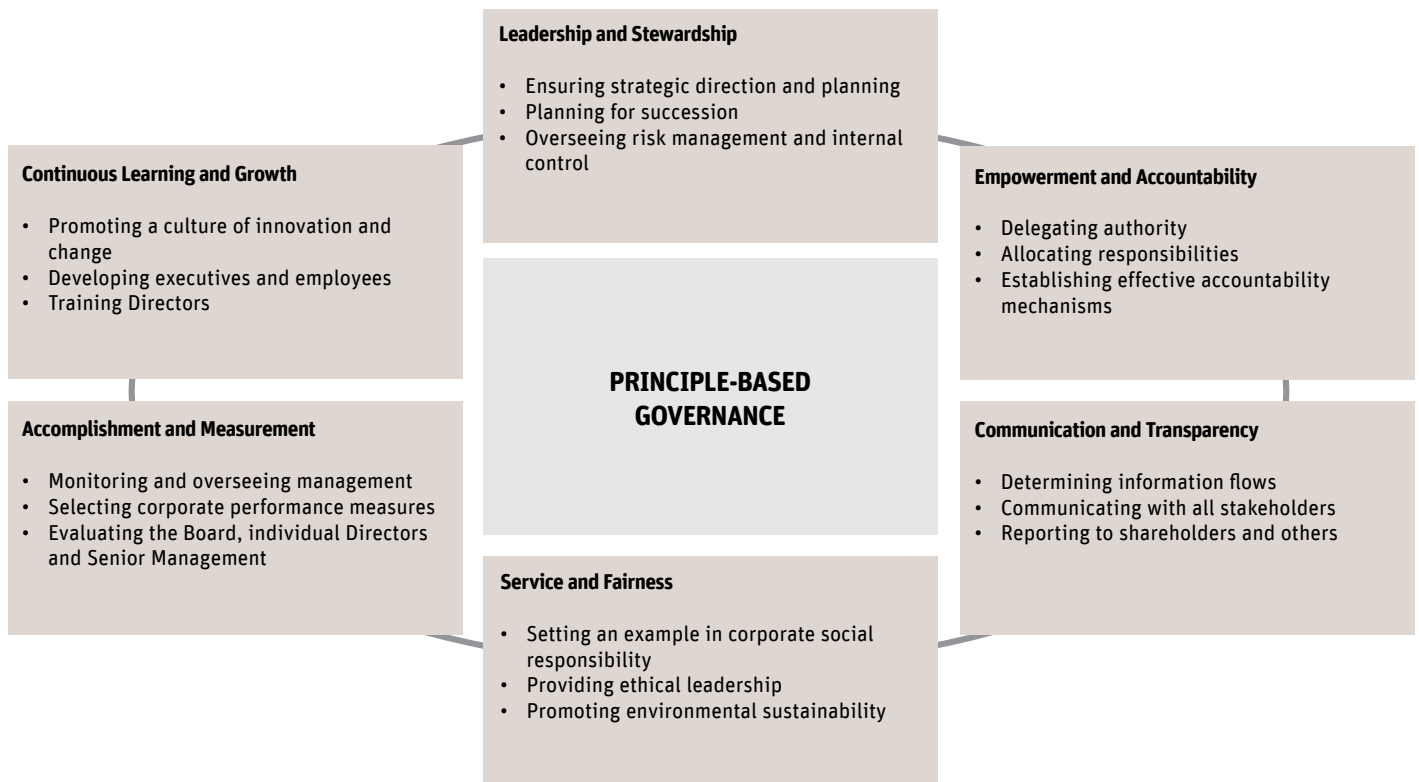 Leadership and Stewardship
• Ensuring strategic direction and planning
• Planning for succession
• Overseeing risk management and internal
control
Continuous Learning and Growth
• Promoting a culture of innovation and
change
• Developing executives and employees
• Training Directors
Empowerment and Accountability
• Delegating authority
• Allocating responsibilities
• Establishing effective accountability
mechanisms
PRINCIPLE-BASED
GOVERNANCE
Accomplishment and Measurement
• Monitoring and overseeing management
• Selecting corporate performance measures
• Evaluating the Board, individual Directors
and Senior Management
Communication and Transparency
• Determining information flows
• Communicating with all stakeholders
• Reporting to shareholders and others
Service and Fairness
• Setting an example in corporate social
responsibility
• Providing ethical leadership
• Promoting environmental sustainability